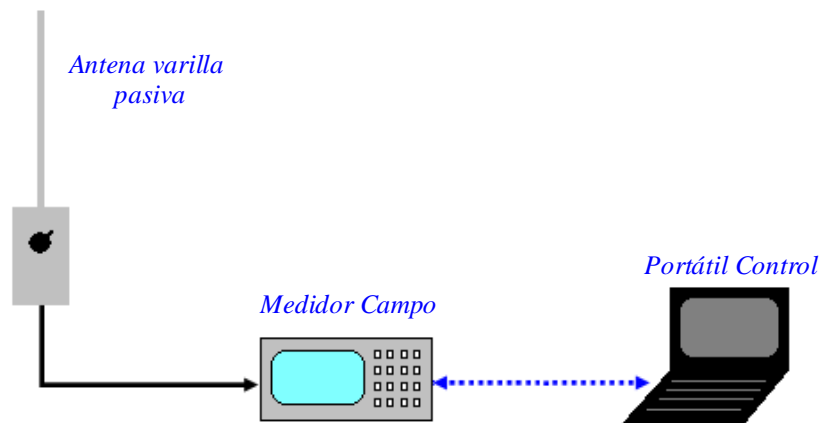 Antena varilla
pasiva
Portátil Control
Medidor Campo